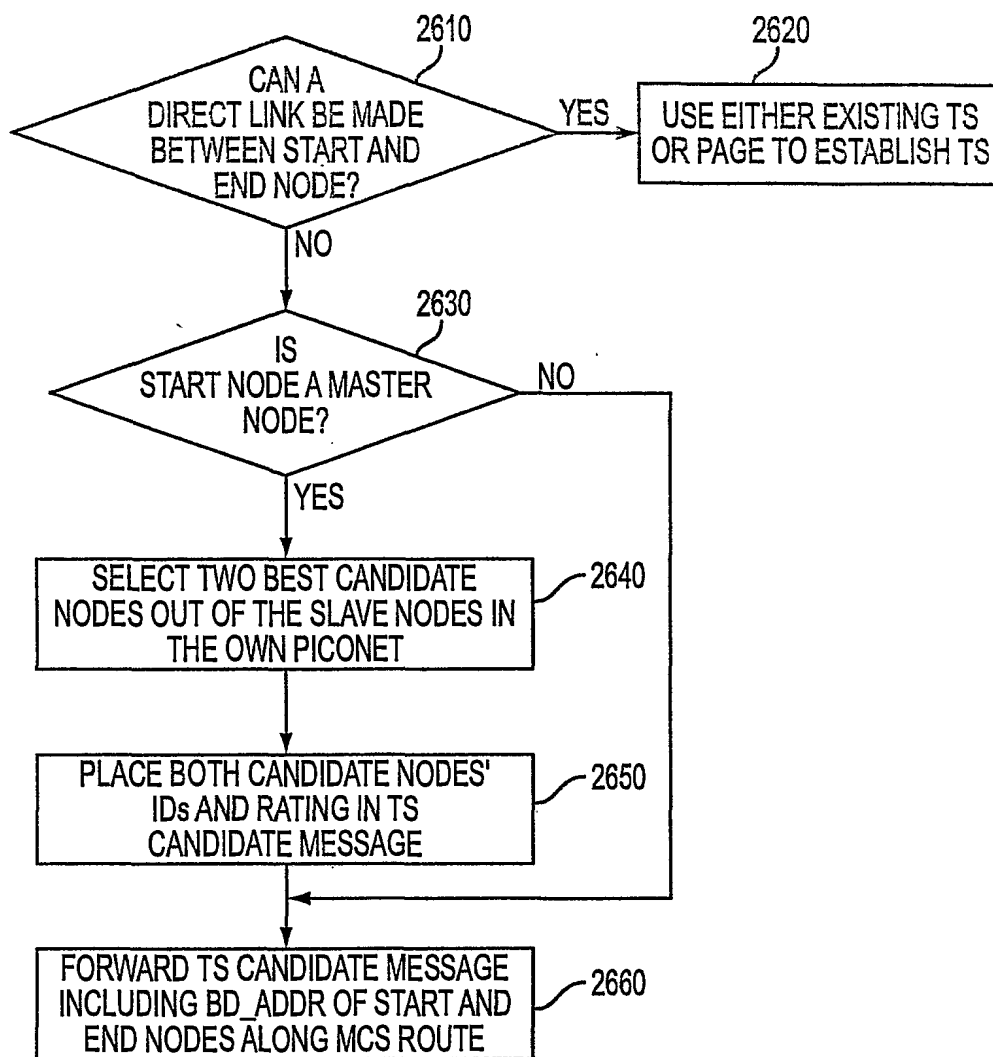 2610
CAN A
DIRECT LINK BE MADE
BETWEEN START AND
END NODE?
YES
2620
USE EITHER EXISTING TS
OR PAGE TO ESTABLISH TS
NO
2630
IS
START NODE A MASTER
NODE?
NO
YES
SELECT TWO BEST CANDIDATE
NODES OUT OF THE SLAVE NODES IN
THE OWN PICONET
2640
PLACE BOTH CANDIDATE NODES'
IDs AND RATING IN TS
CANDIDATE MESSAGE
2650
FORWARD TS CANDIDATE MESSAGE
INCLUDING BD_ADDR OF START AND
END NODES ALONG MCS ROUTE
2660